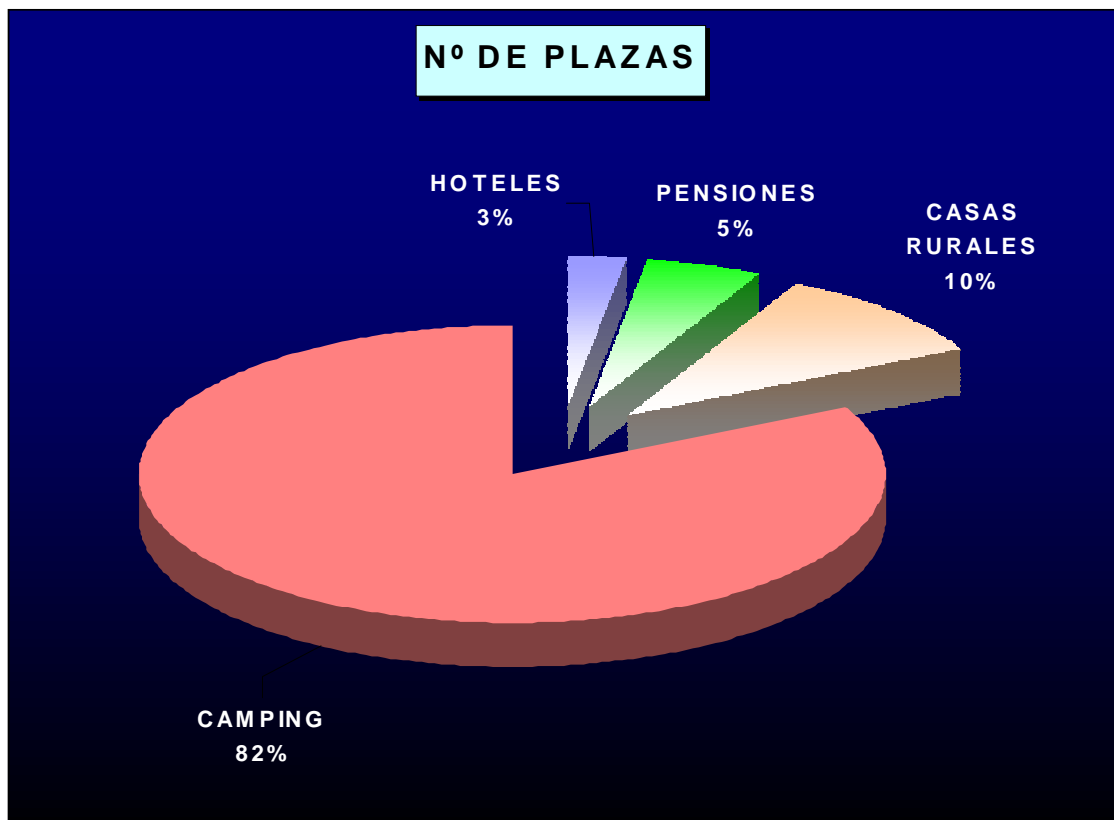 Nº DE PLAZAS
HOTELES
3%
PENSIONES
5%
CASAS
RURALES
10%
CAMPING
82%